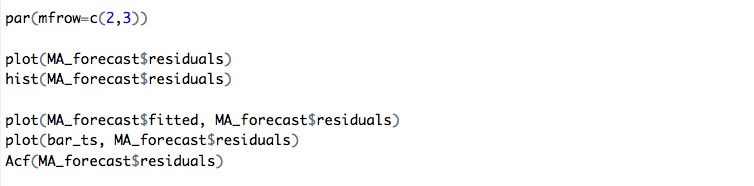 par(mfrow=c(2,3))
plot(MA_forecast$residuals)
hist(MA_forecast$residuals)
plot(MA_forecast$fitted, MA_forecast$residuals)
plot(bar_ts, MA_forecast$residuals)
Acf(MA_forecast$residuals)